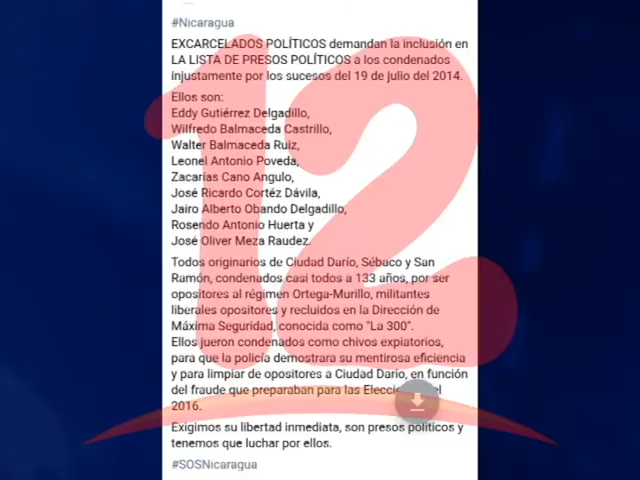 #Nicaragua
EXCARCELADOS POLÍTICOS demandan la inclusión en
LA LISTA DE PRESOS POLÍTICOS a los condenados
injustamente por los sucesos del 19 de julio del 2014.
Ellos son:
Eddy Gutiérrez Delgadillo,
Wilfredo Balmaceda Castrillo,
Walter Balmaceda Ruiz,
Leonel Antonio Poveda,
Zacarías Cano Angulo,
José Ricardo Cortéz Dávila,
Jairo Alberto Obando Delgadillo,
Rosendo Antonio Huerta y
José Oliver Meza Raudez.
Todos originarios de Ciudad Darío, Sébaco y San
Ramón, condenados casi todos a 133 años, por ser
opositores al régimen Ortega-Murillo, militantes
liberales opositores y recluidos en la Dirección de
Máxima Seguridad, conocida como "La 300".
Ellos jueron condenados como chivos expiatorios,
para que la policía demostrara su mentirosa eficiencia
y para limpiar de opositores a Ciudad Dario, en función
del fraude que preparaban para las el
2016.
Exigimos su libertad inmediata, son presos políticos y
tenemos que luchar por ellos.
#SOSNicaragua
12